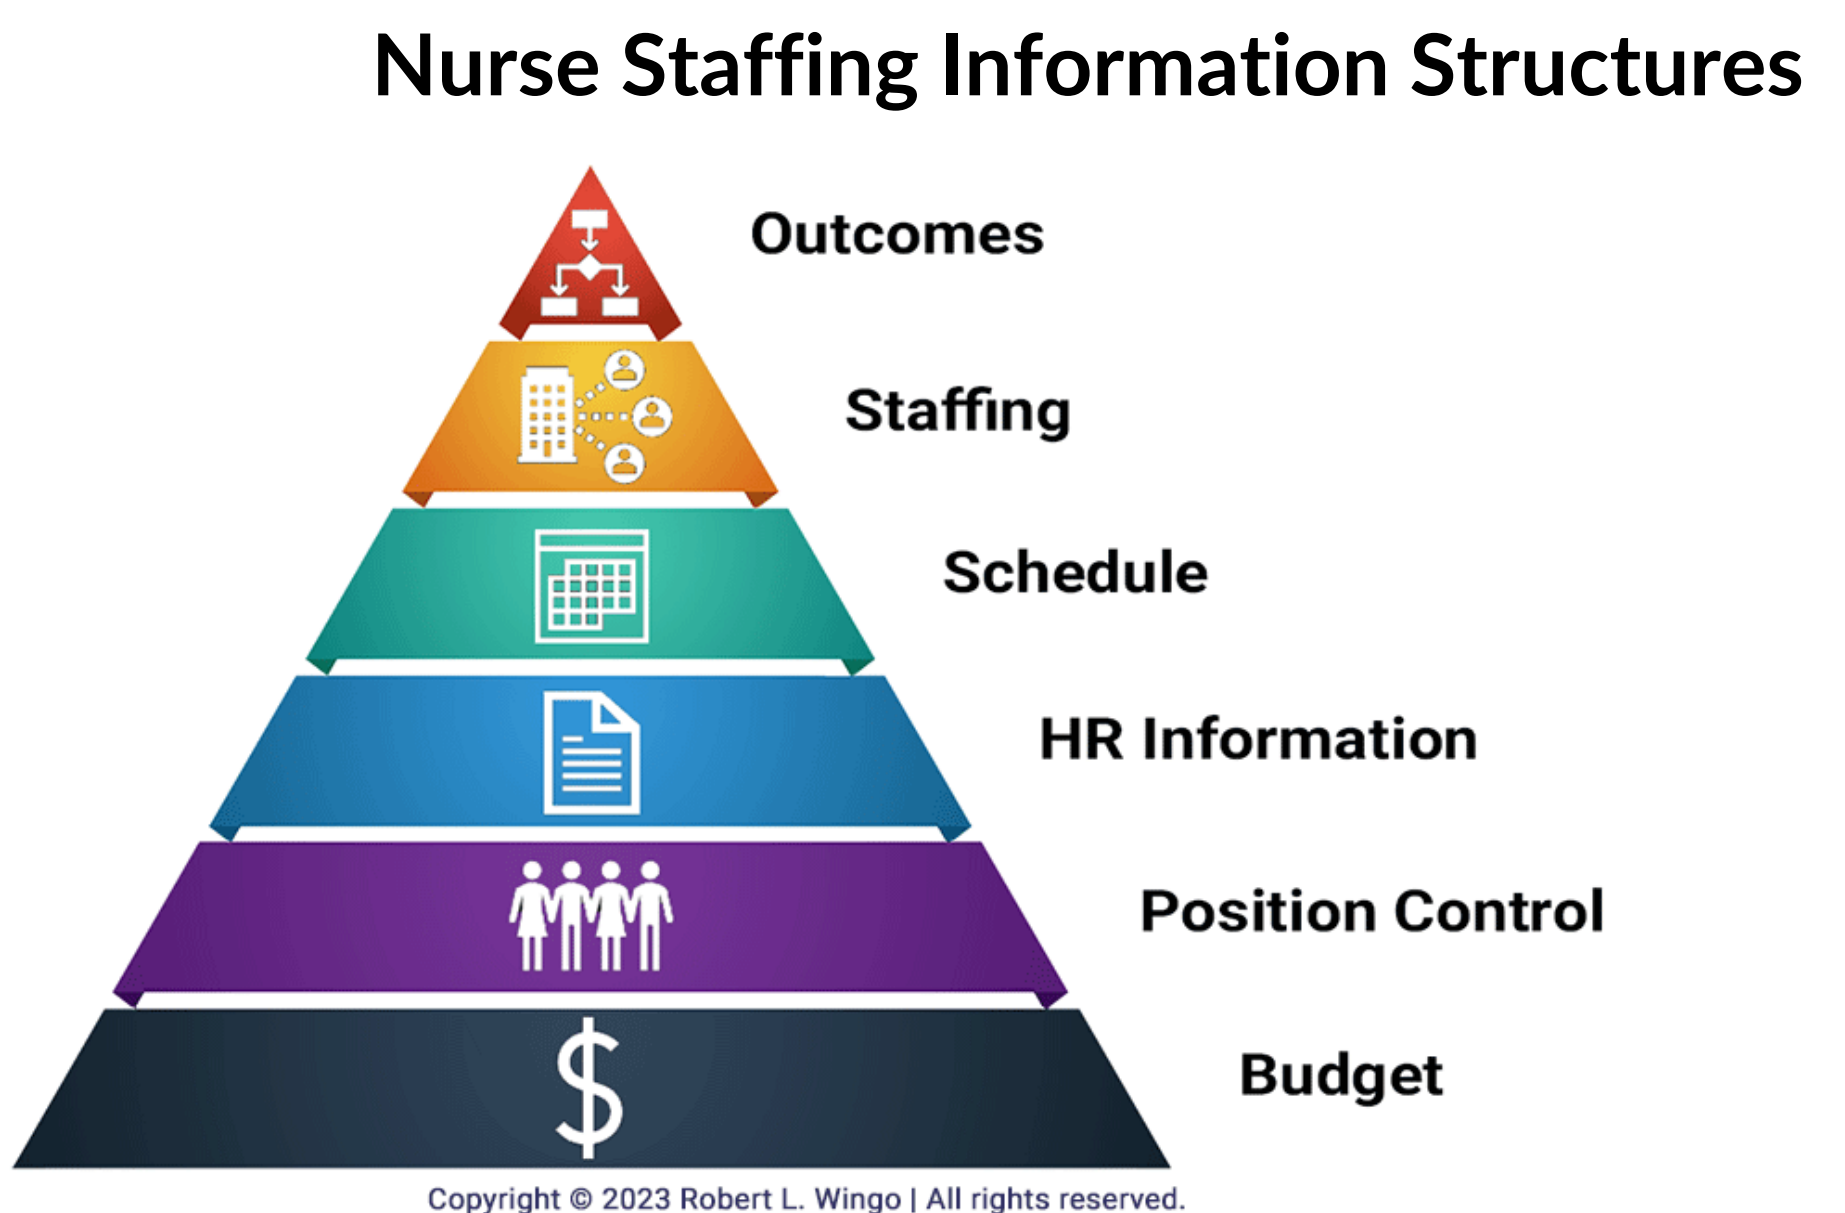 Nurse Staffing Information Structures
Outcomes
Staffing
Schedule
HR Information
Position Control
Budget
$
Copyright © 2023 Robert L. Wingo | All rights reserved.